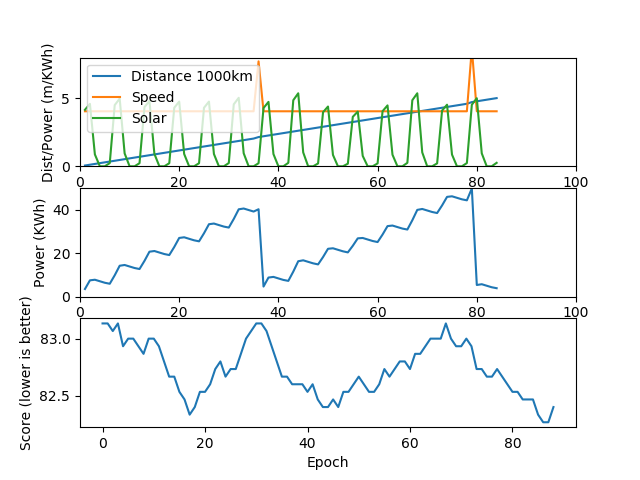 Dist/Power (m/KWh)
5
0
Distance 1000km
Speed
Solar
0 20 40 60 80 100
Power (KWh)
40
20
0
0 20 40 60 80 100
Score (lower is better)
83.0
82.5
0 20 40 60 80
Epoch